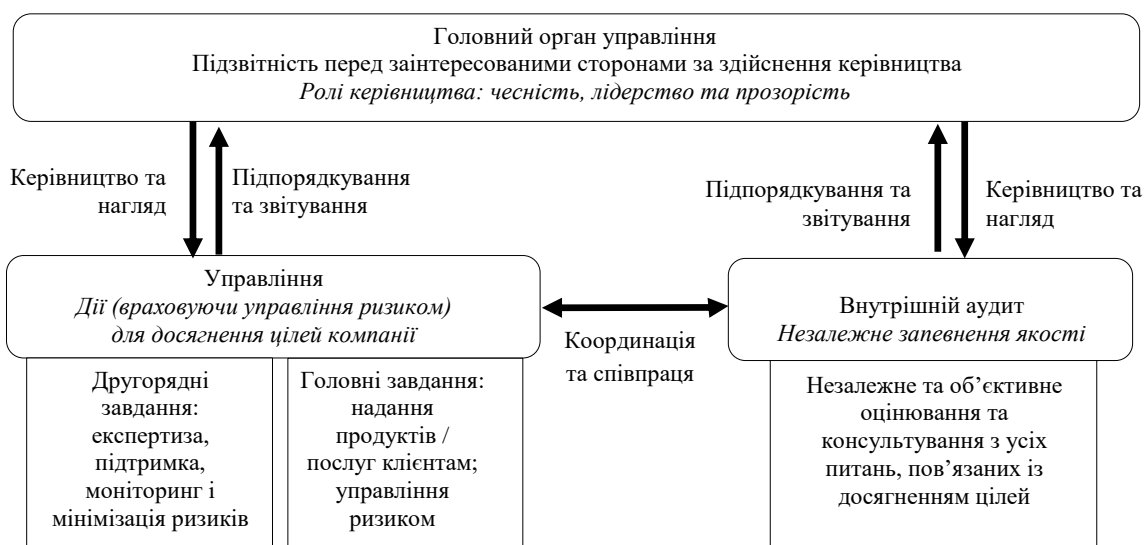 Головний орган управління
Підзвітність перед заінтересованими сторонами за здійснення керівництва
Ролі керівництва: чесність, лідерство та прозорість
Керівництво та
нагляд
Підпорядкування
та звітування
Підпорядкування та
звітування
Керівництво та
нагляд
Управління
Дії (враховуючи управління ризиком)
для досягнення цілей компанії
Координація
та співпраця
Внутрішній аудит
Незалежне запевнення якості
Другорядні
завдання:
експертиза,
підтримка,
моніторинг і
мінімізація ризиків
Головні завдання:
надання
продуктів /
послуг клієнтам;
управління
ризиком
Незалежне та об’єктивне
оцінювання та
консультування з усіх
питань, пов’язаних із
досягненням цілей